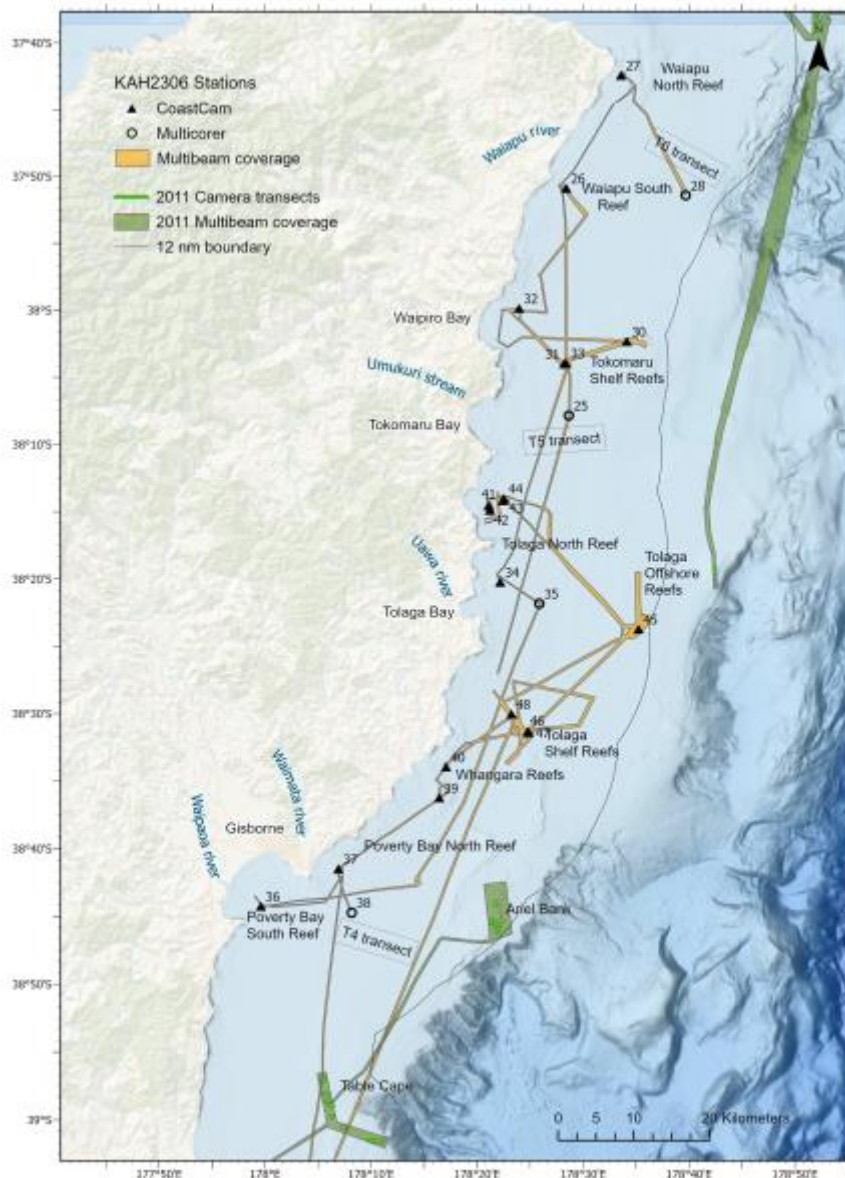 37°40'S
37°50'S
38°S
38°10'S
38°20'S
38°30'S
38°40'S
38°50'S
39°S
KAH2306 Stations
CoastCam
Multicorer
Multibeam coverage
2011 Camera transects
2011 Multibeam coverage
12 nm boundary
27
Waiapu
North Reef
Waiapu river
T6 transect
26
28
Waiapu South
Reef
32
Waipiro Bay
30
31
33
Tokomaru
Shelf Reefs
Umukuri stream
25
Tokomaru Bay
T5 transect
41
44
43
42
Tolaga North Reef
Uawa river
Tolaga
Offshore
Reefs
34
35
Tolaga Bay
45
48
46
47
Tolaga
Shelf Reefs
40
Whangara Reefs
39
Waimata river
Waipaoa river
Gisborne
37
Poverty Bay North Reef
36
38
Poverty Bay
South Reef
T4 transect
Ariel Bank
Table Cape
0 5 10 20 Kilometers
177°50'E 178°E 178°10'E 178°20'E 178°30'E 178°40'E 178°50'E